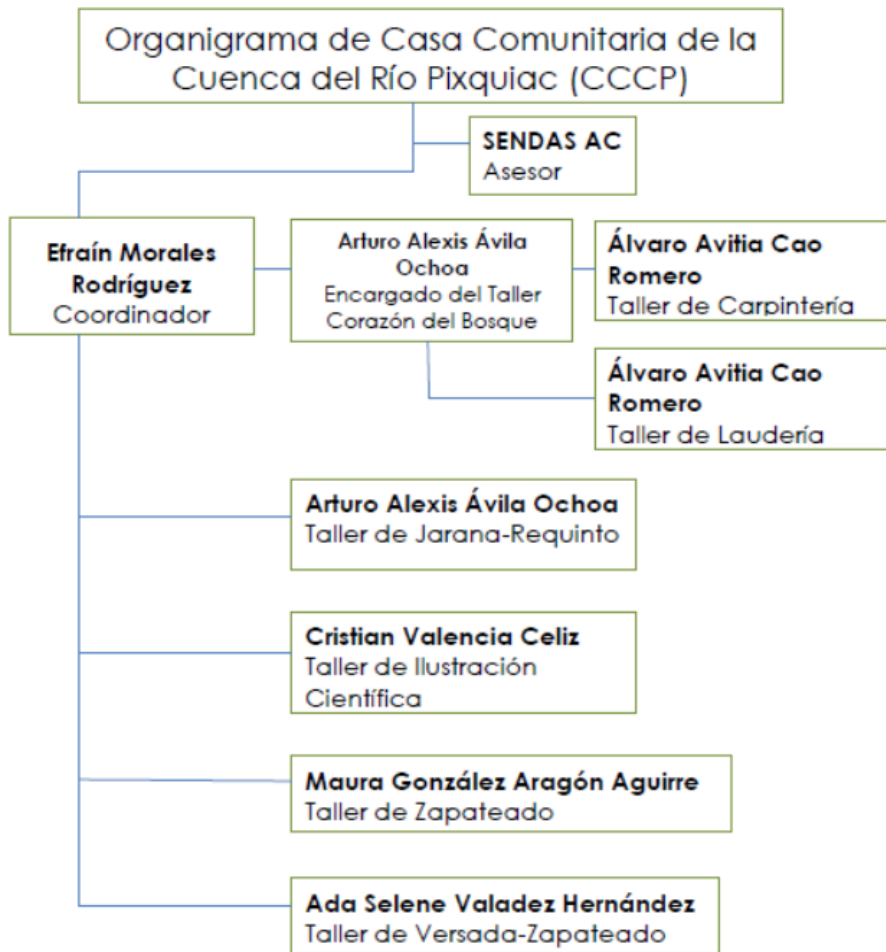 Organigrama de Casa Comunitaria de la
Cuenca del Río Pixquiac (CCCP)
SENDAS AC
Asesor
Efraín Morales
Rodríguez
Coordinador
Arturo Alexis Ávila
Ochoa
Encargado del Taller
Corazón del Bosque
Álvaro Avitia Cao
Romero
Taller de Carpintería
Álvaro Avitia Cao
Romero
Taller de Laudería
Arturo Alexis Ávila Ochoa
Taller de Jarana-Requinto
Cristian Valencia Celiz
Taller de Ilustración
Científica
Maura González Aragón Aguirre
Taller de Zapateado
Ada Selene Valadez Hernández
Taller de Versada-Zapateado